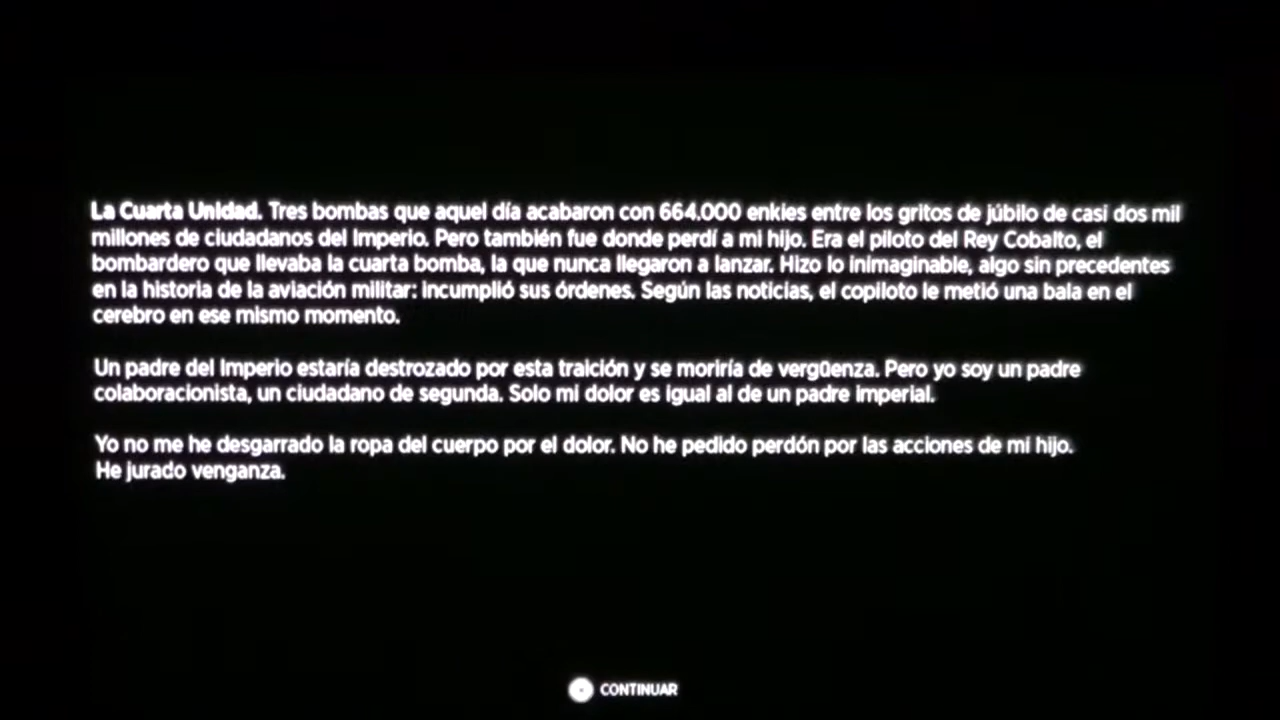 La Cuarta Unidad. Tres bombas que aquel día acabaron con 664.000 enkies entre los gritos de júbilo de casi dos mil
millones de ciudadanos del Imperio. Pero también fue donde perdí a mi hijo. Era el piloto del Rey Cobalto, el
bombardero que llevaba la cuarta bomba, la que nunca llegaron a lanzar. Hizo lo inimaginable, algo sin precedentes
en la historia de la aviación militar: incumplió sus órdenes. Según las noticias, el copiloto le metió una bala en el
cerebro en ese mismo momento.
Un padre del Imperio estaría destrozado por esta traición y se moriría de vergüenza. Pero yo soy un padre
colaboracionista, un ciudadano de segunda. Solo mi dolor es igual al de un padre imperial.
Yo no me he desgarrado la ropa del cuerpo por el dolor. No he pedido perdón por las acciones de mi hijo.
He jurado venganza.
CONTINUAR